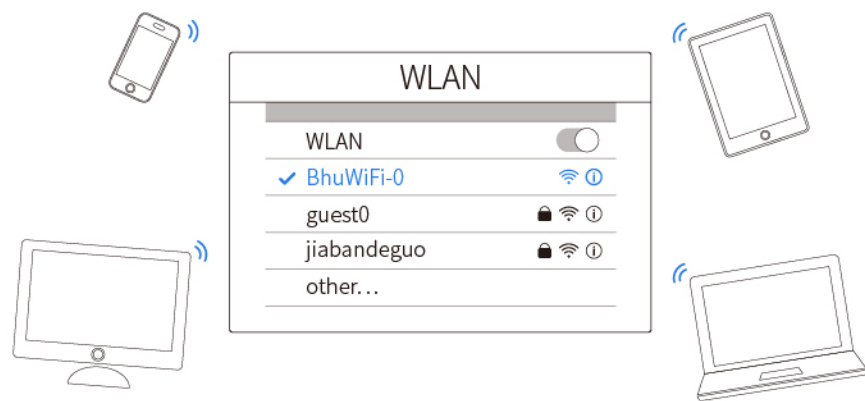 WLAN
WLAN
BhuWiFi-0
guest0
jiabandeguo
other...